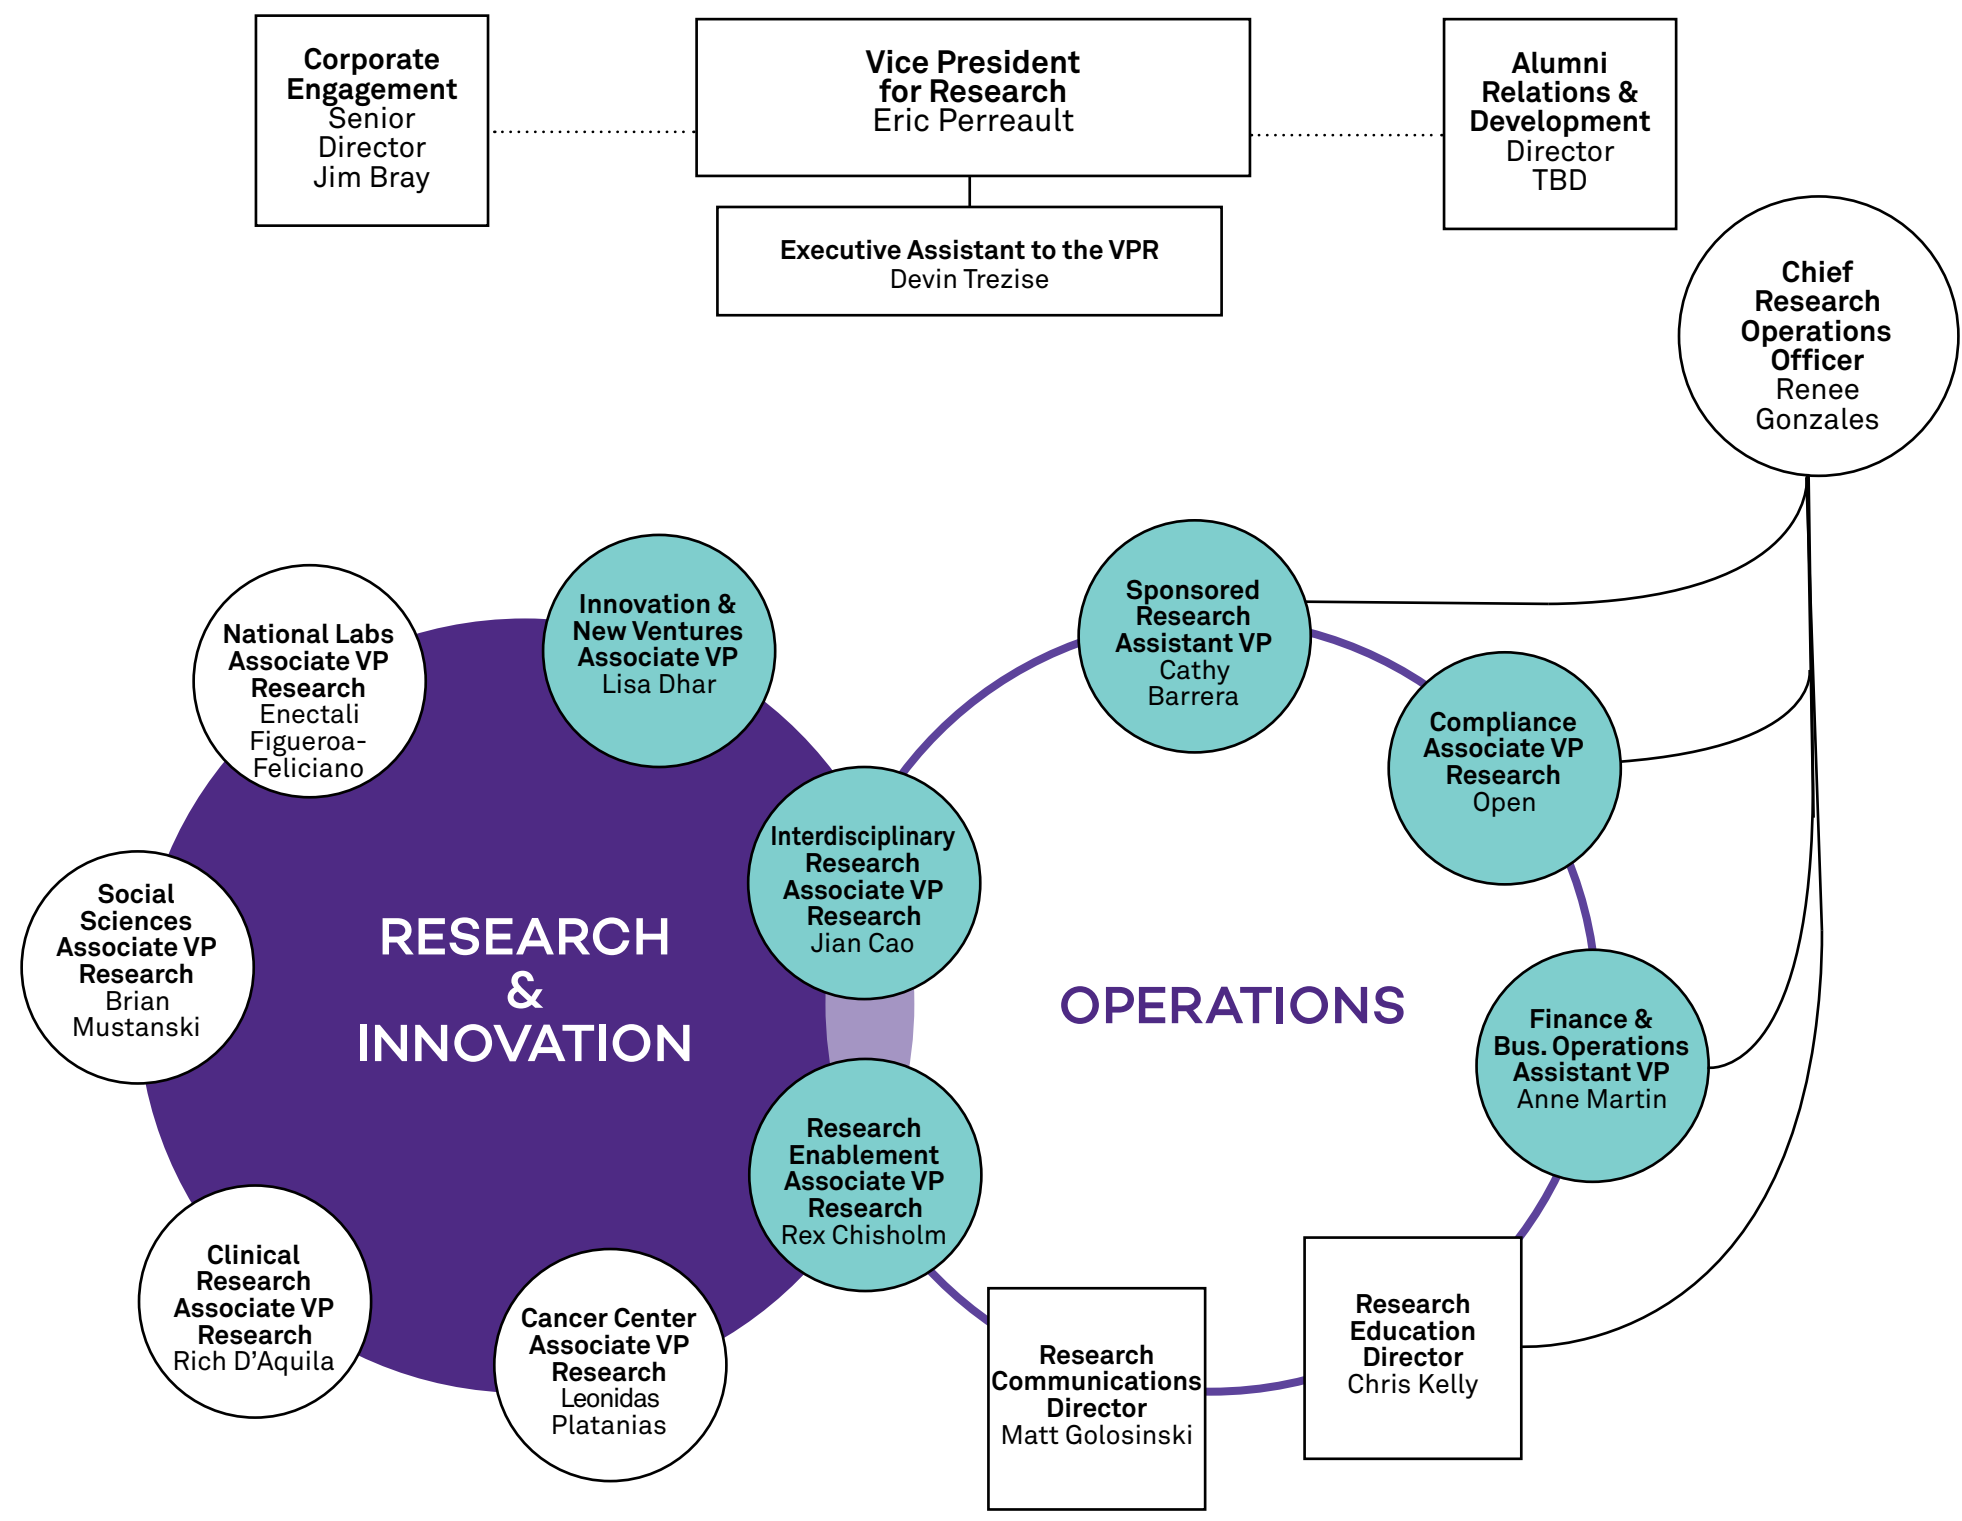 Corporate
Engagement
Senior
Director
Jim Bray
Vice President
for Research
Eric Perreault
Alumni
Relations &
Development
Director
TBD
Executive Assistant to the VPR
Devin Trezise
Chief
Research
Operations
Officer
Renee
Gonzales
National Labs
Associate VP
Research
Enectali
Figueroa-
Feliciano
Innovation &
New Ventures
Associate VP
Lisa Dhar
Sponsored
Research
Assistant VP
Cathy
Barrera
Compliance
Associate VP
Research
Open
Interdisciplinary
Research
Associate VP
Research
Jian Cao
Social
Sciences
Associate VP
Research
Brian
Mustanski
RESEARCH
&
INNOVATION
OPERATIONS
Finance &
Bus. Operations
Assistant VP
Anne Martin
Research
Enablement
Associate VP
Research
Rex Chisholm
Clinical
Research
Associate VP
Research
Rich D’Aquila
Cancer Center
Associate VP
Research
Leonidas
Platanias
Research
Communications
Director
Matt Golosinski
Research
Education
Director
Chris Kelly